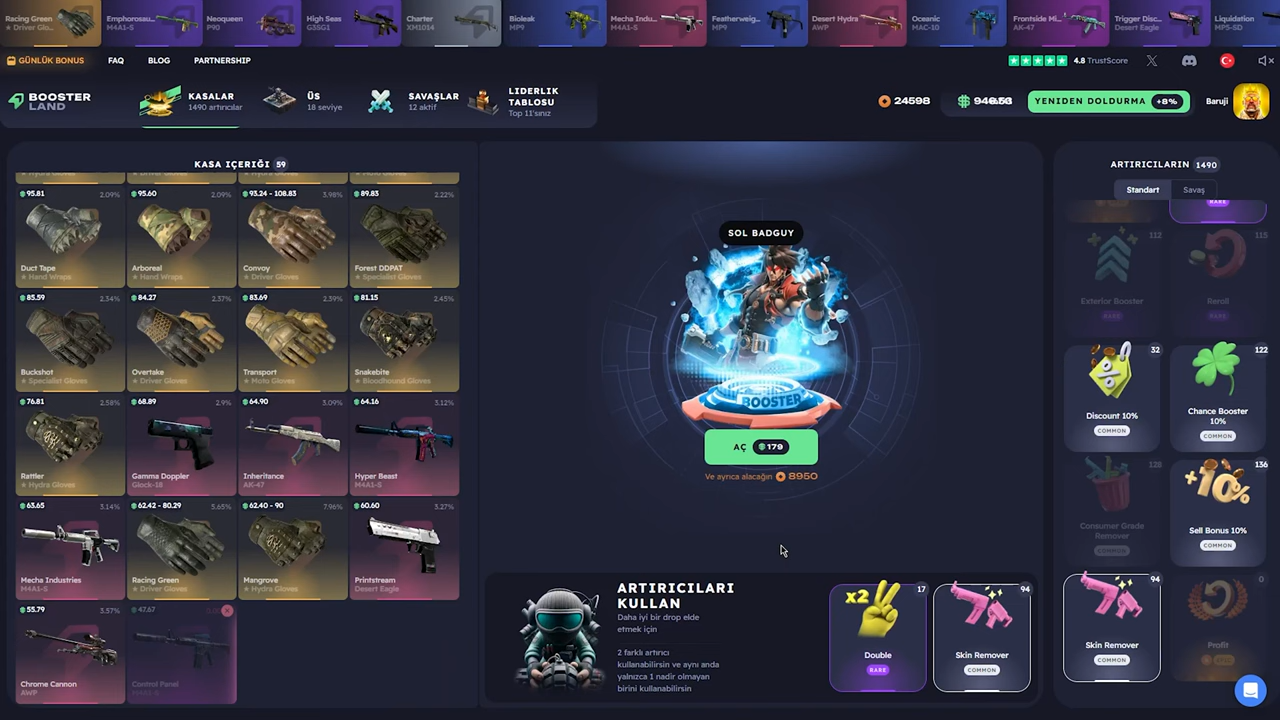 Racing Green
★ Driver Glo...
Emphorosau...
M4A1-S
Neoqueen
P90
High Seas
G3SG1
Charter
XM1014
Bioleak
MP9
Mecha Indu...
M4A1-S
Featherweig...
MP9
Desert Hydra
AWP
Oceanic
MAC-10
Frontside Mi...
AK-47
Trigger Disc...
Desert Eagle
Liquidation
MP5-SD
GÜNLÜK BONUS
FAQ
BLOG
PARTNERSHIP
4.8 TrustScore
BOOSTER
LAND
KASALAR
1490 artırıcılar
ÜS
18 seviye
SAVAŞLAR
12 aktif
LIDERLIK
TABLOSU
Top 11'sınız
24598
YENIDEN DOLDURMA +8%
Baruji
KASA IÇERIĞI 59
95.81 2.09%
Duct Tape
★ Hand Wraps
95.60 2.09%
Arboreal
★ Hand Wraps
93.24 - 108.83 3.98%
Convoy
★ Driver Gloves
89.83 2.22%
Forest DDPAT
★ Specialist Gloves
85.59 2.34%
Buckshot
★ Specialist Gloves
84.27 2.37%
Overtake
★ Driver Gloves
83.69 2.39%
Transport
★ Moto Gloves
81.15 2.45%
Snakebite
★ Bloodhound Gloves
76.81 2.58%
Rattler
★ Hydra Gloves
68.89 2.9%
Gamma Doppler
Glock-18
64.90 3.09%
Inheritance
AK-47
64.16 3.12%
Hyper Beast
M4A1-S
63.65 3.14%
Mecha Industries
M4A1-S
62.42 - 80.29 5.65%
Racing Green
★ Driver Gloves
62.40 - 90 7.96%
Mangrove
★ Hydra Gloves
60.60 3.27%
Printstream
Desert Eagle
55.79 3.57%
Chrome Cannon
AWP
47.67
Control Panel
M4A1-S
SOL BADGUY
BOOSTER
AÇ 179
Ve ayrıca alacağın 8950
ARTIRICILARI
KULLAN
Daha iyi bir drop elde
etmek için
2 farklı artırıcı
kullanabilirsin ve aynı anda
yalnızca 1 nadir olmayan
birini kullanabilirsin
x2
17
Double
RARE
94
Skin Remover
COMMON
ARTIRICILARIN 1490
Standart
Savaş
RARE
112
Exterior Booster
RARE
115
Reroll
RARE
32
Discount 10%
COMMON
122
Chance Booster
10%
COMMON
128
Consumer Grade
Remover
COMMON
136
+10%
Sell Bonus 10%
COMMON
94
Skin Remover
COMMON
0
Profit